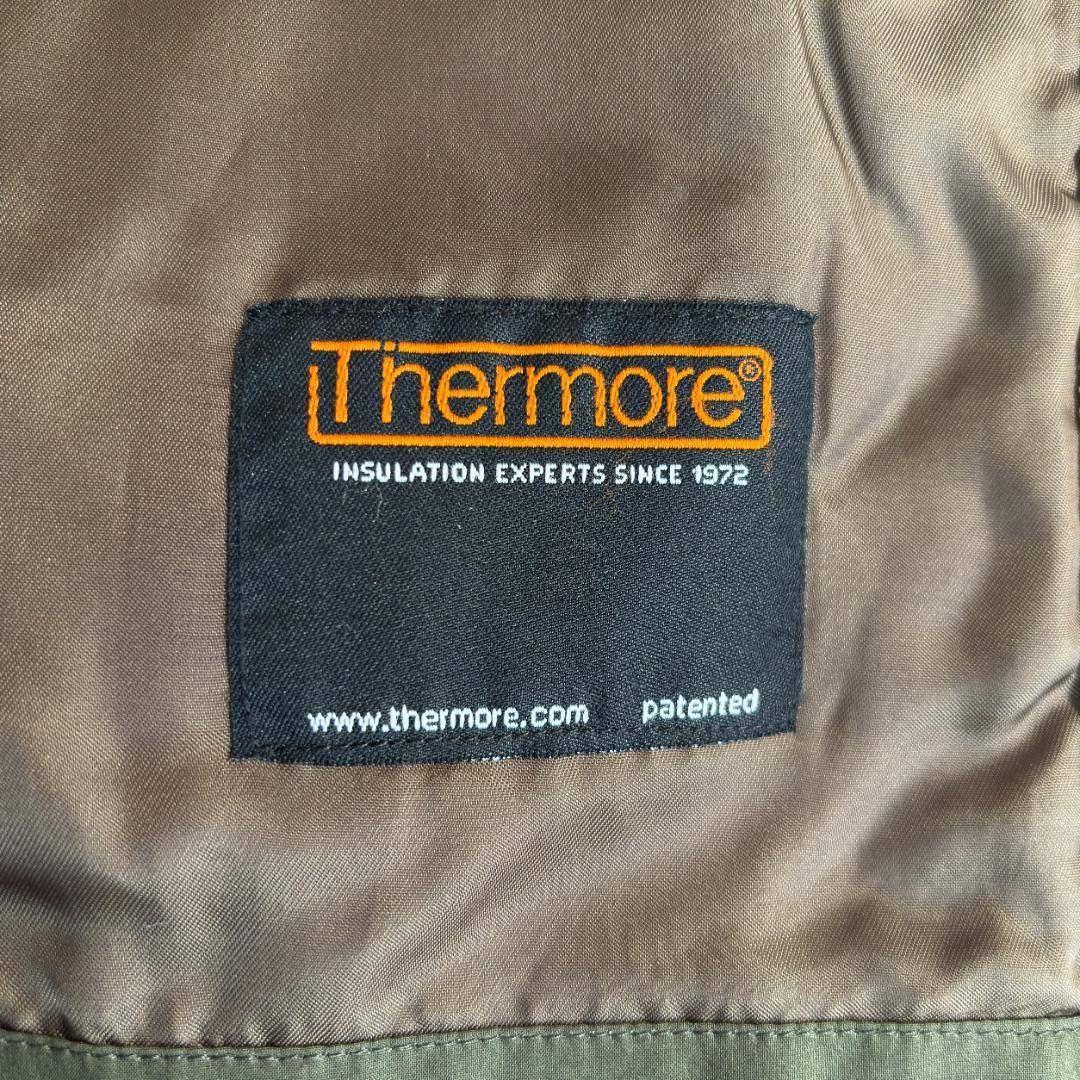 Thermore®
INSULATION EXPERTS SINCE 1972
www.thermore.com patented